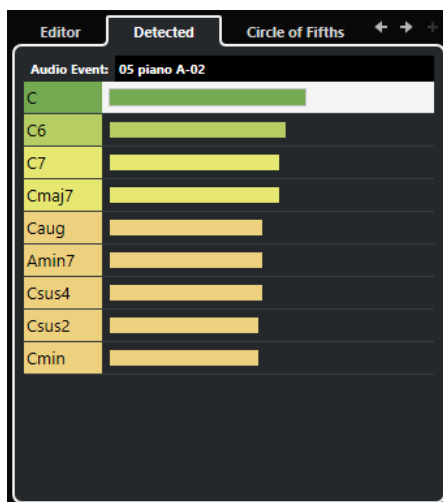 Editor Detected Circle of Fifths
Audio Event: 05 piano A-02
C
C6
C7
Cmaj7
Caug
Amin7
Csus4
Csus2
Cmin